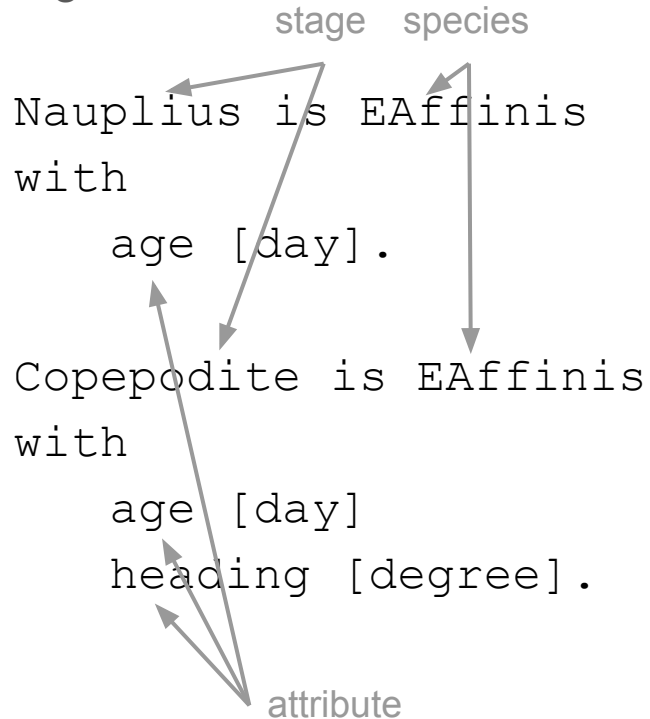 stage species
Nauplius is EAffinis
with
age [day].
Copepodite is EAffinis
with
age [day]
heading [degree].
attribute